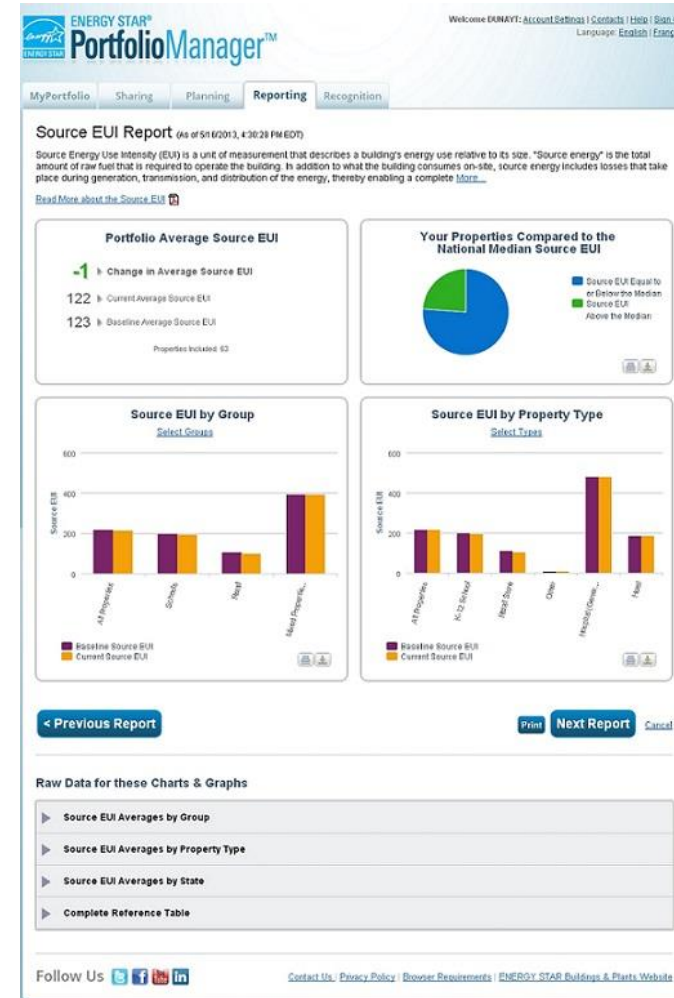 ENERGY STAR®
PortfolioManager™
ENERGY STAR
Welcome DUNAYT: Account Settings | Contacts | Help | Sign
Language: English | Franç
MyPortfolio Sharing Planning Reporting Recognition
Source EUI Report (As of 5/16/2013, 4:30:28 PM EDT)
Source Energy Use Intensity (EUI) is a unit of measurement that describes a building's energy use relative to its size. "Source energy" is the total
amount of raw fuel that is required to operate the building. In addition to what the building consumes on-site, source energy includes losses that take
place during generation, transmission, and distribution of the energy, thereby enabling a complete More...
Read More about the Source EUI
Portfolio Average Source EUI
-1 Change in Average Source EUI
122 Current Average Source EUI
123 Baseline Average Source EUI
Properties Included: 63
Your Properties Compared to the
National Median Source EUI
Source EUI Equal to
or Below the Median
Source EUI
Above the Median
Source EUI by Group
Select Groups
Source EUI
600
400
200
0
All Properties
Schools
Retail
Mixed Propertie...
Baseline Source EUI
Current Source EUI
Source EUI by Property Type
Select Types
Source EUI
600
400
200
0
All Properties
K-12 School
Retail Store
Other
Hospital (Gener...
Hotel
Baseline Source EUI
Current Source EUI
< Previous Report
Print Next Report Cancel
Raw Data for these Charts & Graphs
Source EUI Averages by Group
Source EUI Averages by Property Type
Source EUI Averages by State
Complete Reference Table
Follow Us
Contact Us | Privacy Policy | Browser Requirements | ENERGY STAR Buildings & Plants Website